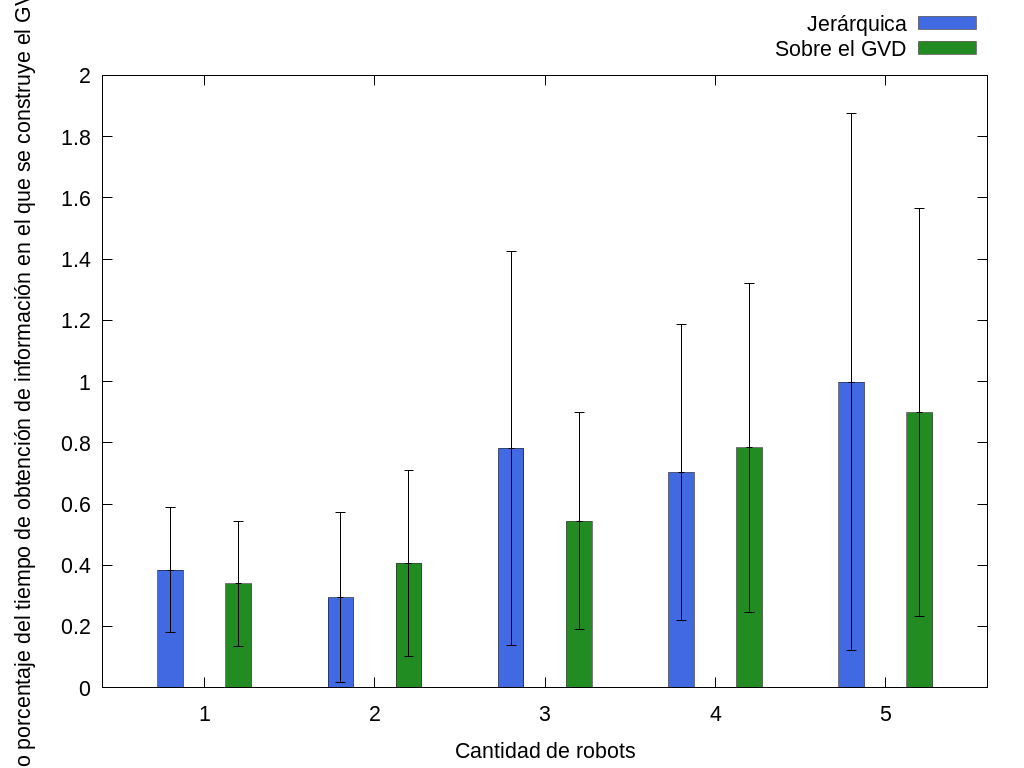 Jerárquica
Sobre el GVD
o porcentaje del tiempo de obtención de información en el que se construye el GV
2
1.8
1.6
1.4
1.2
1
0.8
0.6
0.4
0.2
0
1 2 3 4 5
Cantidad de robots